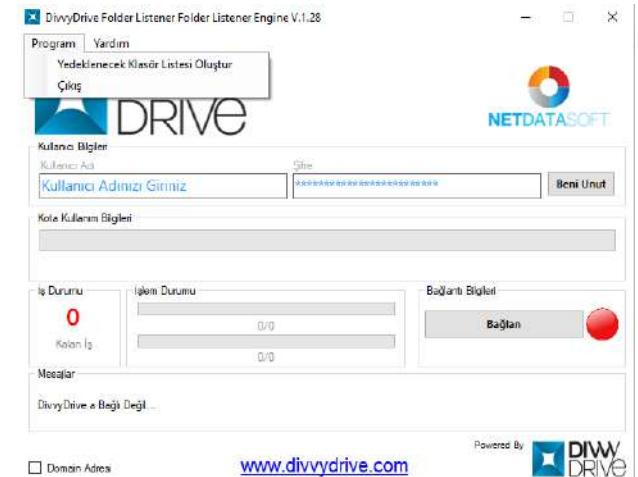 DivvyDrive Folder Listener Folder Listener Engine V.1.28
Program Yardım
Yedeklenecek Klasör Listesi Oluştur
Çıkış
DRIVE
NETDATASOFT
Kullanıcı Bilgileri
Kullanıcı Adı Şifre
Kullanıcı Adınızı Giriniz ************************* Beni Unut
Kota Kullanım Bilgileri
İş Durumu İşlem Durumu Bağlantı Bilgileri
0
0/0
Bağlan
Kalan İş
0/0
Mesajlar
DivvyDrive a Bağlı Değil...
Domain Adresi
www.divvydrive.com
Powered By
DIVVY
DRIVE